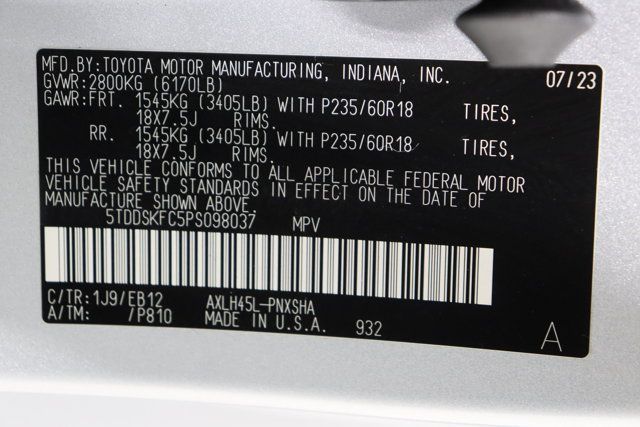 MFD.BY:TOYOTA MOTOR MANUFACTURING, INDIANA, INC. 07/23
GVWR:2800KG (6170LB)
GAWR:FRT. 1545KG (3405LB) WITH P235/60R18 TIRES,
18X7.5J RIMS.
RR. 1545KG (3405LB) WITH P235/60R18 TIRES,
18X7.5J RIMS.
THIS VEHICLE CONFORMS TO ALL APPLICABLE FEDERAL MOTOR
VEHICLE SAFETY STANDARDS IN EFFECT ON THE DATE OF
MANUFACTURE SHOWN ABOVE.
5TDDSKFC5PS098037 MPV
C/TR:1J9/EB12 AXLH45L-PNXSHA
A/TM: /P810 MADE IN U.S.A. 932 A